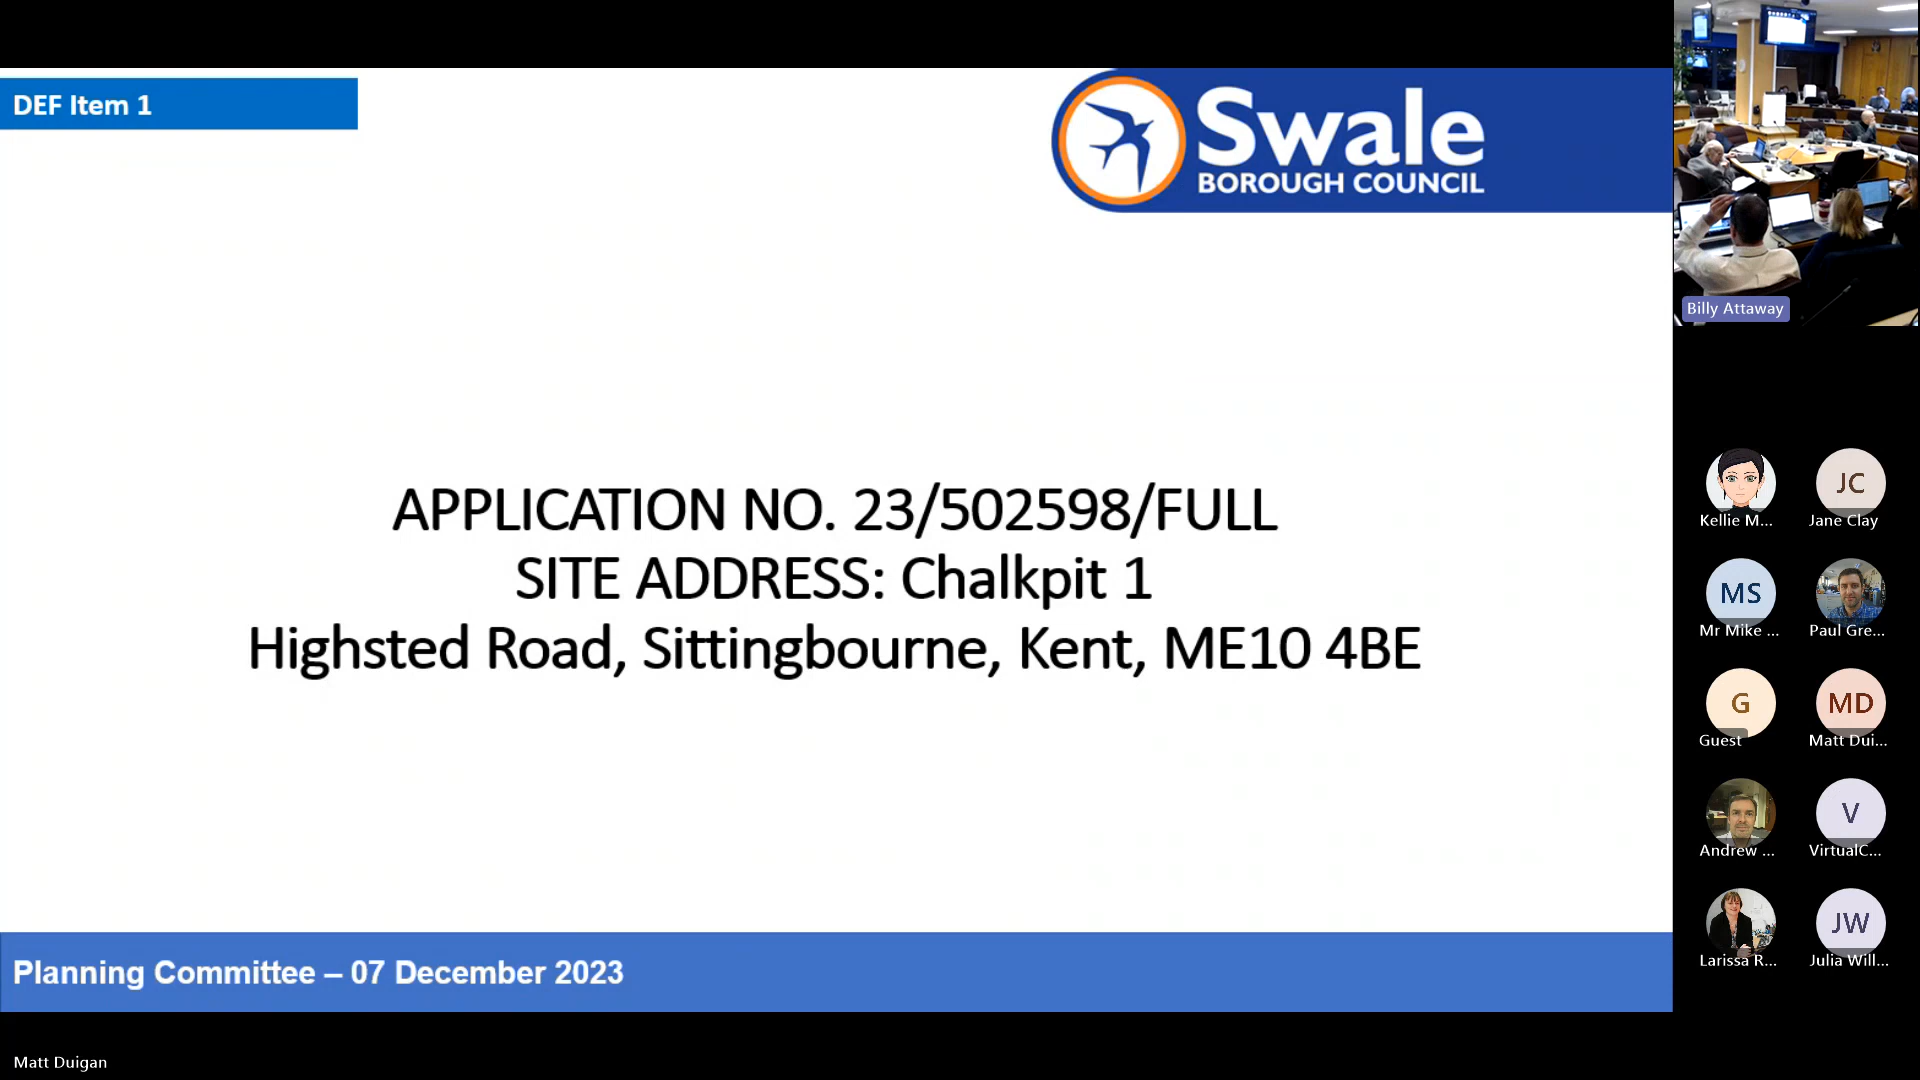 DEF Item 1
Swale
BOROUGH COUNCIL
APPLICATION NO. 23/502598/FULL
SITE ADDRESS: Chalkpit 1
Highsted Road, Sittingbourne, Kent, ME10 4BE
Planning Committee – 07 December 2023
Matt Duigan
Billy Attaway
Kellie M...
JC
Jane Clay
MS
Mr Mike ...
Paul Gre...
G
Guest
MD
Matt Dui...
Andrew ...
V
VirtualC...
Larissa R...
JW
Julia Will...